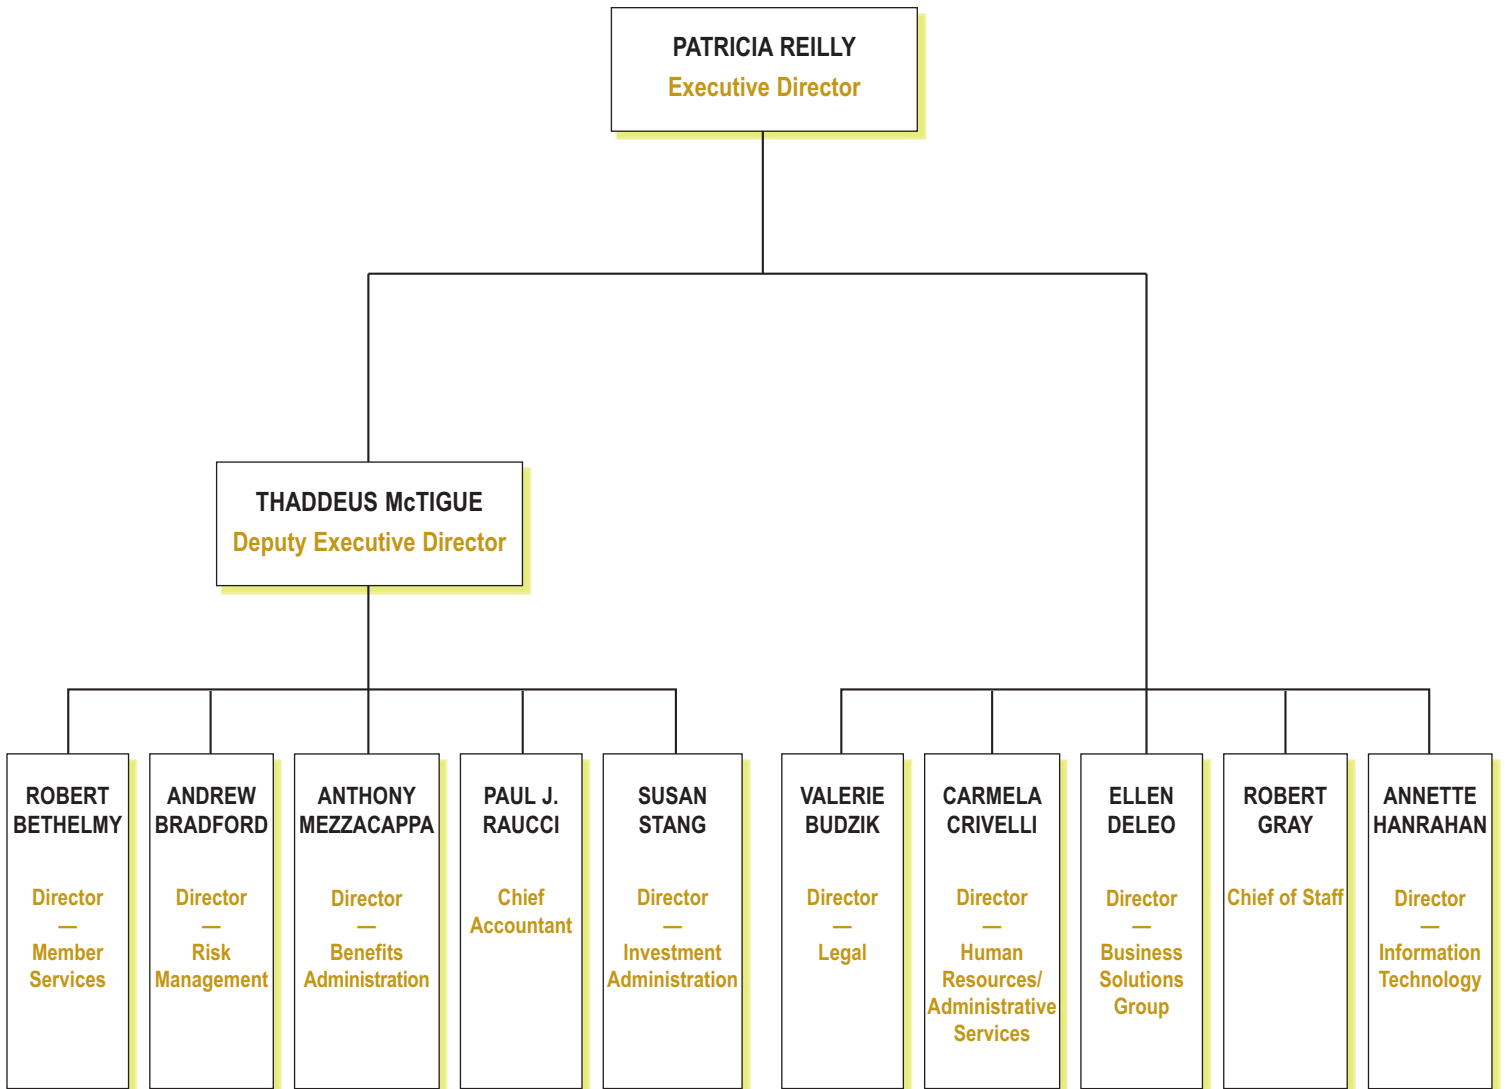 PATRICIA REILLY
Executive Director
THADDEUS McTIGUE
Deputy Executive Director
ROBERT
BETHELMY
Director
—
Member
Services
ANDREW
BRADFORD
Director
—
Risk
Management
ANTHONY
MEZZACAPPA
Director
—
Benefits
Administration
PAUL J.
RAUCCI
Chief
Accountant
SUSAN
STANG
Director
—
Investment
Administration
VALERIE
BUDZIK
Director
—
Legal
CARMELA
CRIVELLI
Director
—
Human
Resources/
Administrative
Services
ELLEN
DELEO
Director
—
Business
Solutions
Group
ROBERT
GRAY
Chief of Staff
ANNETTE
HANRAHAN
Director
—
Information
Technology